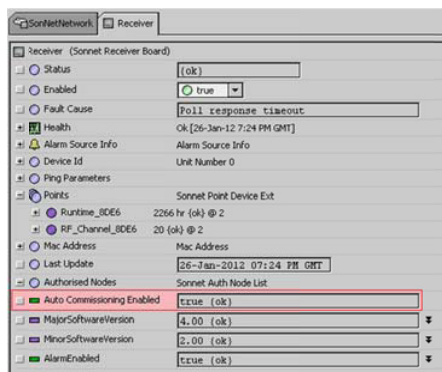 SonNetNetwork Receiver
Receiver (Sonnet Receiver Board)
Status {ok}
Enabled true
Fault Cause Poll response timeout
Health Ok [26-Jan-12 7:24 PM GMT]
Alarm Source Info Alarm Source Info
Device Id Unit Number 0
Ping Parameters
Points Sonnet Point Device Ext
Runtime_8DE6 2266 hr {ok} @ 2
RF_Channel_8DE6 20 {ok} @ 2
Mac Address Mac Address
Last Update 26-Jan-2012 07:24 PM GMT
Authorised Nodes Sonnet Auth Node List
Auto Commissioning Enabled true {ok}
MajorSoftwareVersion 4.00 {ok}
MinorSoftwareVersion 2.00 {ok}
AlarmEnabled true {ok}